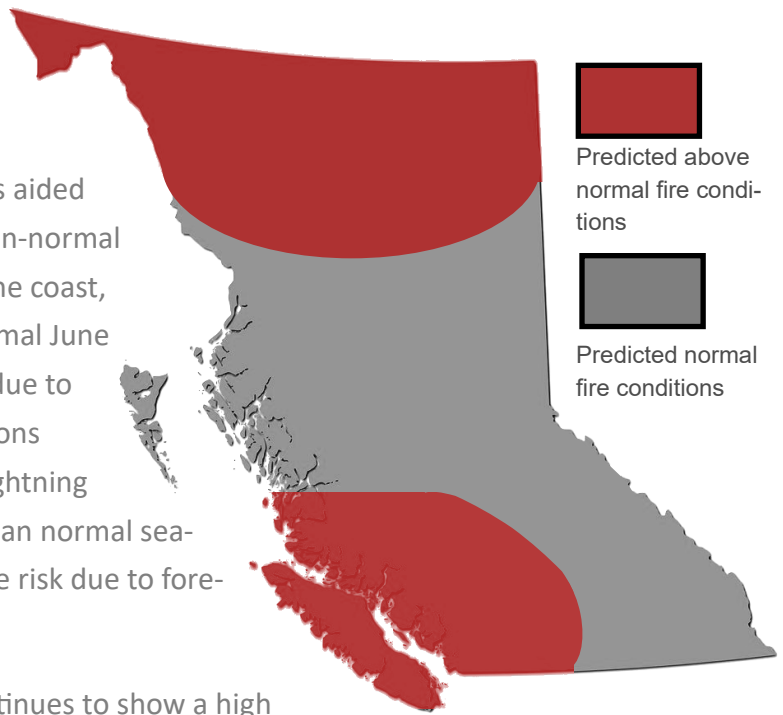 s aided
n-normal
he coast,
mal June
due to
ons
ghtning
an normal sea-
e risk due to fore-
tinues to show a high
Predicted above
normal fire condi-
tions
Predicted normal
fire conditions